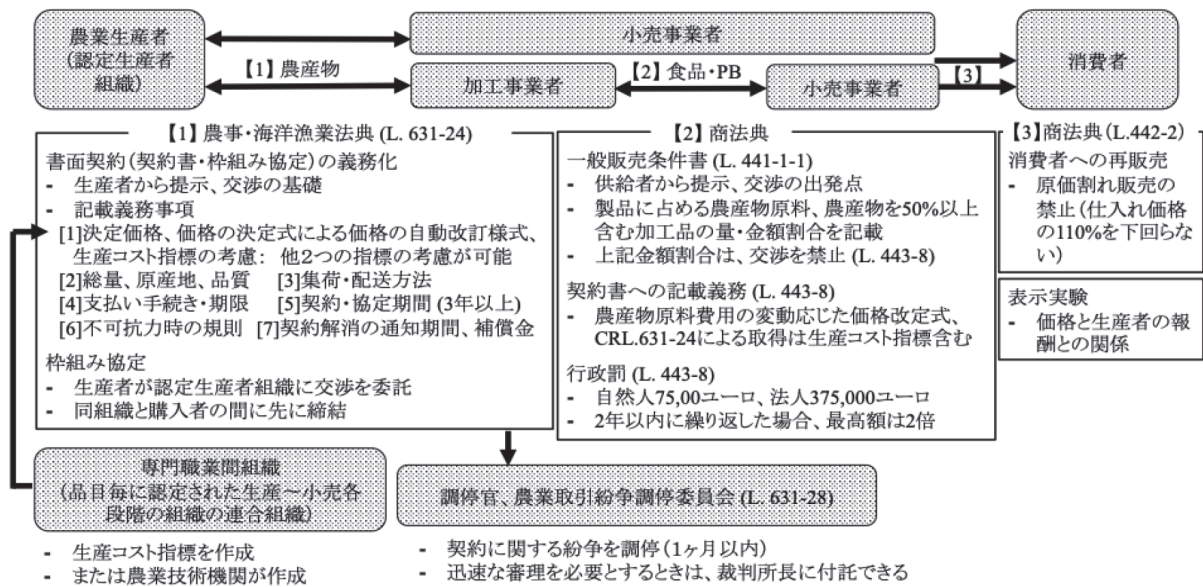 農業生産者
(認定生産者
組織)
小売事業者
【1】農産物
加工事業者
【2】食品・PB
小売事業者
【3】
消費者
【1】農事・海洋漁業法典 (L. 631-24)
書面契約(契約書・枠組み協定)の義務化
- 生産者から提示、交渉の基礎
- 記載義務事項
[1]決定価格、価格の決定式による価格の自動改訂様式、
生産コスト指標の考慮： 他2つの指標の考慮が可能
[2]総量、原産地、品質 [3]集荷・配送方法
[4]支払い手続き・期限 [5]契約・協定期間 (3年以上)
[6]不可抗力時の規則 [7]契約解消の通知期間、補償金
枠組み協定
- 生産者が認定生産者組織に交渉を委託
- 同組織と購入者の間に先に締結
【2】商法典
一般販売条件書 (L. 441-1-1)
- 供給者から提示、交渉の出発点
- 製品に占める農産物原料、農産物を50%以上
含む加工品の量・金額割合を記載
- 上記金額割合は、交渉を禁止 (L. 443-8)
契約書への記載義務 (L. 443-8)
- 農産物原料費用の変動応じた価格改定式、
CRL.631-24による取得は生産コスト指標含む
行政罰 (L. 443-8)
- 自然人75,00ユーロ、法人375,000ユーロ
- 2年以内に繰り返した場合、最高額は2倍
【3】商法典(L.442-2)
消費者への再販売
- 原価割れ販売の
禁止(仕入れ価格
の110%を下回らな
い)
表示実験
- 価格と生産者の報
酬との関係
専門職業間組織
(品目毎に認定された生産～小売各
段階の組織の連合組織)
- 生産コスト指標を作成
- または農業技術機関が作成
調停官、農業取引紛争調停委員会 (L. 631-28)
- 契約に関する紛争を調停(1ヶ月以内)
- 迅速な審理を必要とするときは、裁判所長に付託できる